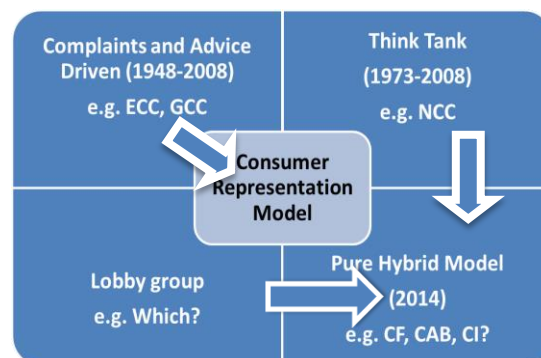 Complaints and Advice
Driven (1948-2008)
e.g. ECC, GCC
Think Tank
(1973-2008)
e.g. NCC
Consumer
Representation
Model
Lobby group
e.g. Which?
Pure Hybrid Model
(2014)
e.g. CF, CAB, CI?